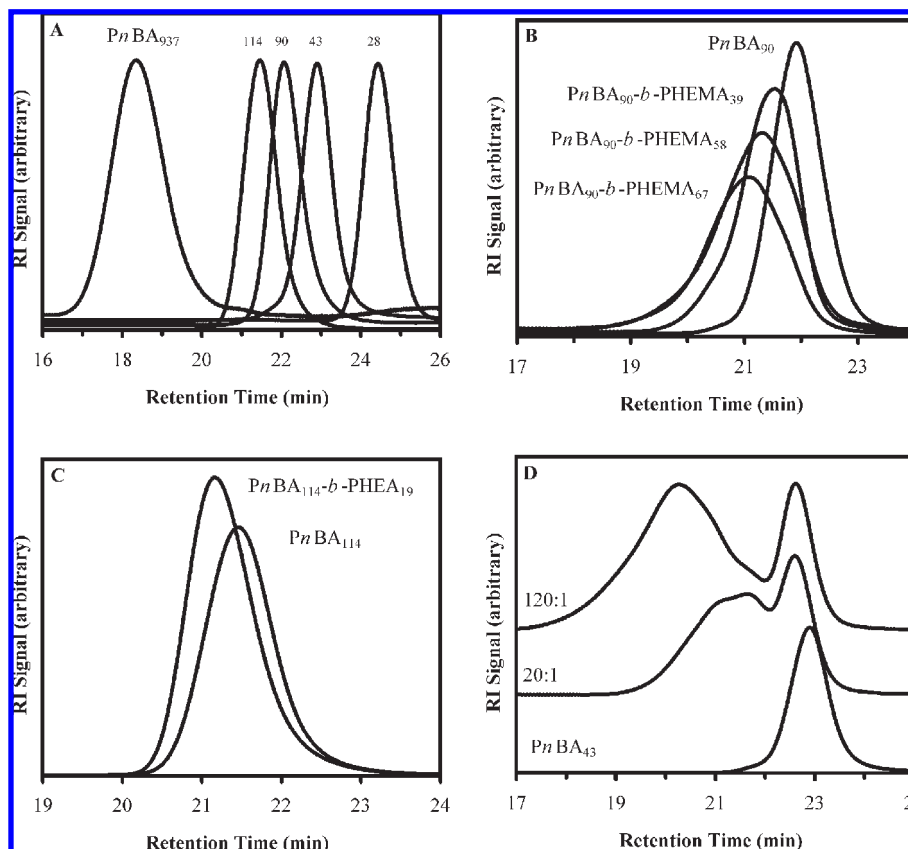 A
PnBA937
114 90 43 28
RI Signal (arbitrary)
16 18 20 22 24 26
Retention Time (min)
B
PnBA90
PnBA90-b-PHEMA39
PnBA90-b-PHEMA58
PnBA90-b-PHEMA67
RI Signal (arbitrary)
17 19 21 23
Retention Time (min)
C
PnBA114-b-PHEA19
PnBA114
RI Signal (arbitrary)
19 20 21 22 23 24
Retention Time (min)
D
120:1
20:1
PnBA43
RI Signal (arbitrary)
17 19 21 23
Retention Time (min)